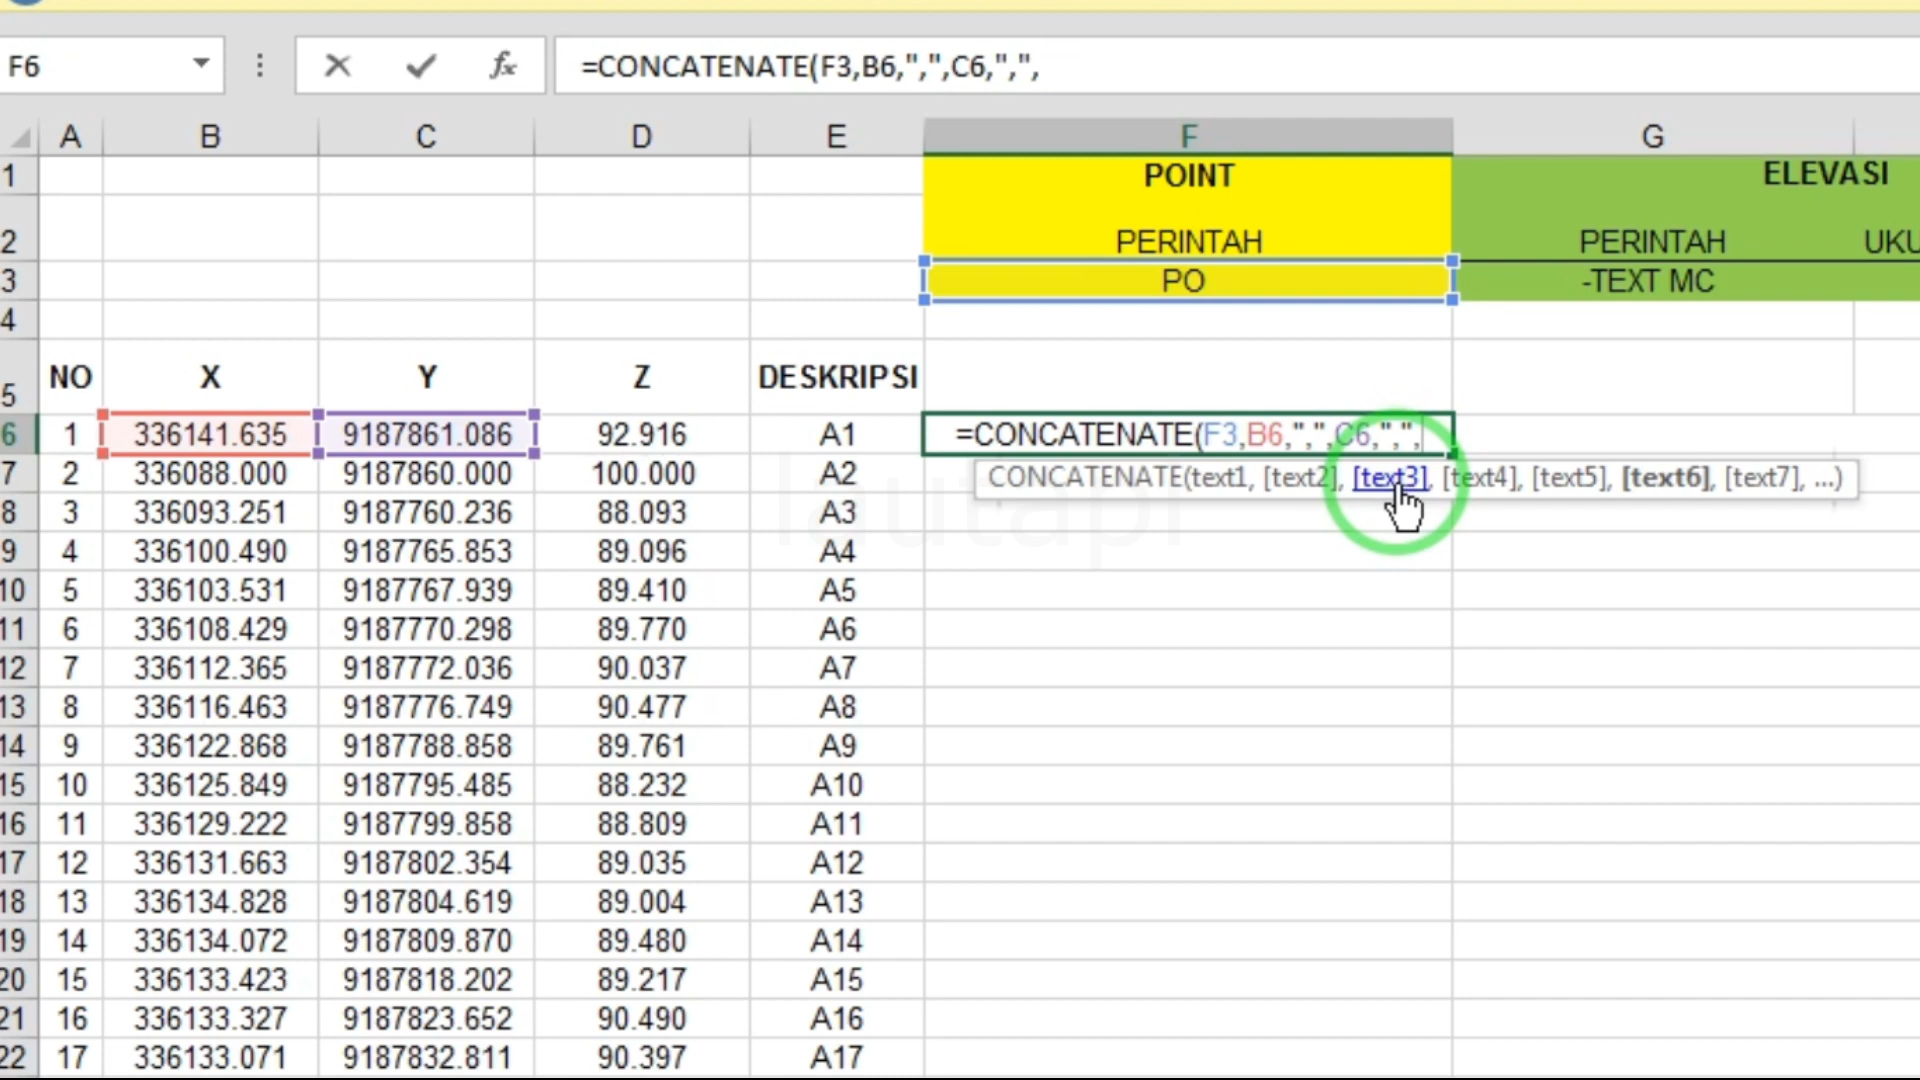 F6 fx =CONCATENATE(F3,B6,",",C6,",",
A B C D E F G
1 POINT ELEVASI
2 PERINTAH PERINTAH UKU
3 PO -TEXT MC
4
5 NO X Y Z DESKRIPSI
6 1 336141.635 9187861.086 92.916 A1 =CONCATENATE(F3,B6,",",C6,",",
7 2 336088.000 9187860.000 100.000 A2 CONCATENATE(text1, [text2], [text3], [text4], [text5], [text6], [text7], ...)
8 3 336093.251 9187760.236 88.093 A3
lautapi
9 4 336100.490 9187765.853 89.096 A4
10 5 336103.531 9187767.939 89.410 A5
11 6 336108.429 9187770.298 89.770 A6
12 7 336112.365 9187772.036 90.037 A7
13 8 336116.463 9187776.749 90.477 A8
14 9 336122.868 9187788.858 89.761 A9
15 10 336125.849 9187795.485 88.232 A10
16 11 336129.222 9187799.858 88.809 A11
17 12 336131.663 9187802.354 89.035 A12
18 13 336134.828 9187804.619 89.004 A13
19 14 336134.072 9187809.870 89.480 A14
20 15 336133.423 9187818.202 89.217 A15
21 16 336133.327 9187823.652 90.490 A16
22 17 336133.071 9187832.811 90.397 A17